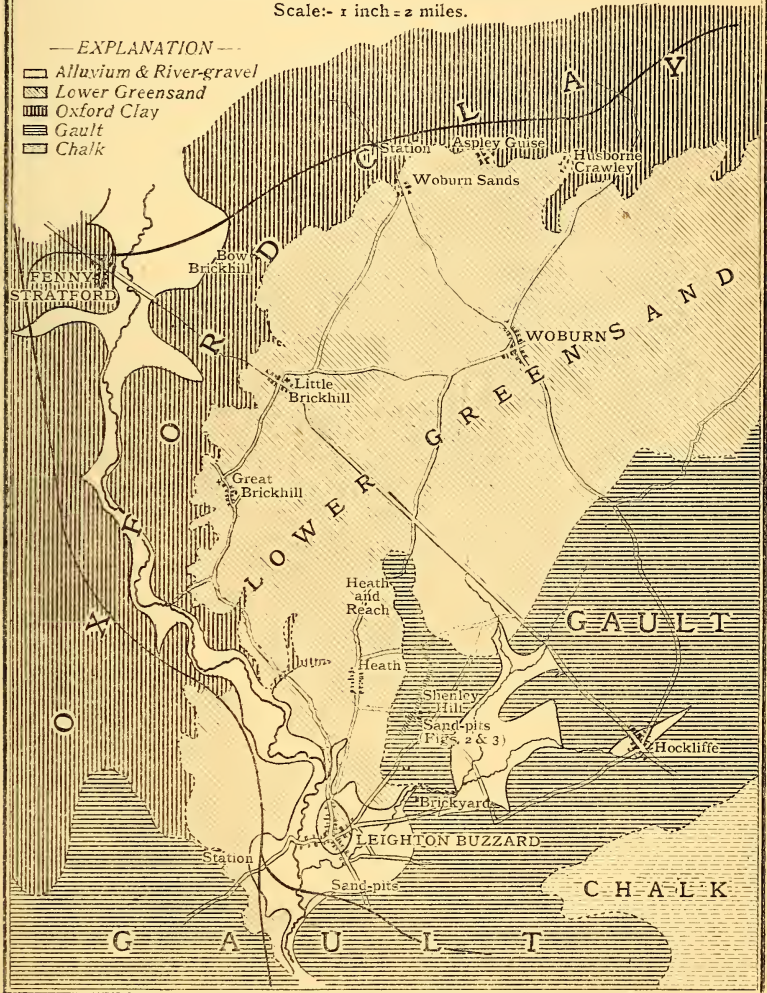 Scale:- 1 inch = 2 miles.
— EXPLANATION —
Alluvium & River-gravel
Lower Greensand
Oxford Clay
Gault
Chalk
OXFORD CLAY
Station
Aspley Guise
Husborne
Crawley
Woburn Sands
Bow
Brickhill
FENNY
STRATFORD
WOBURN
Little
Brickhill
LOWER GREENSAND
Great
Brickhill
Heath
and
Reach
GAULT
Heath
Shenley
Hill
Sand-pits
(Figs. 2 & 3)
Hockliffe
Brickyard
LEIGHTON BUZZARD
Station
Sand-pits
CHALK
GAULT